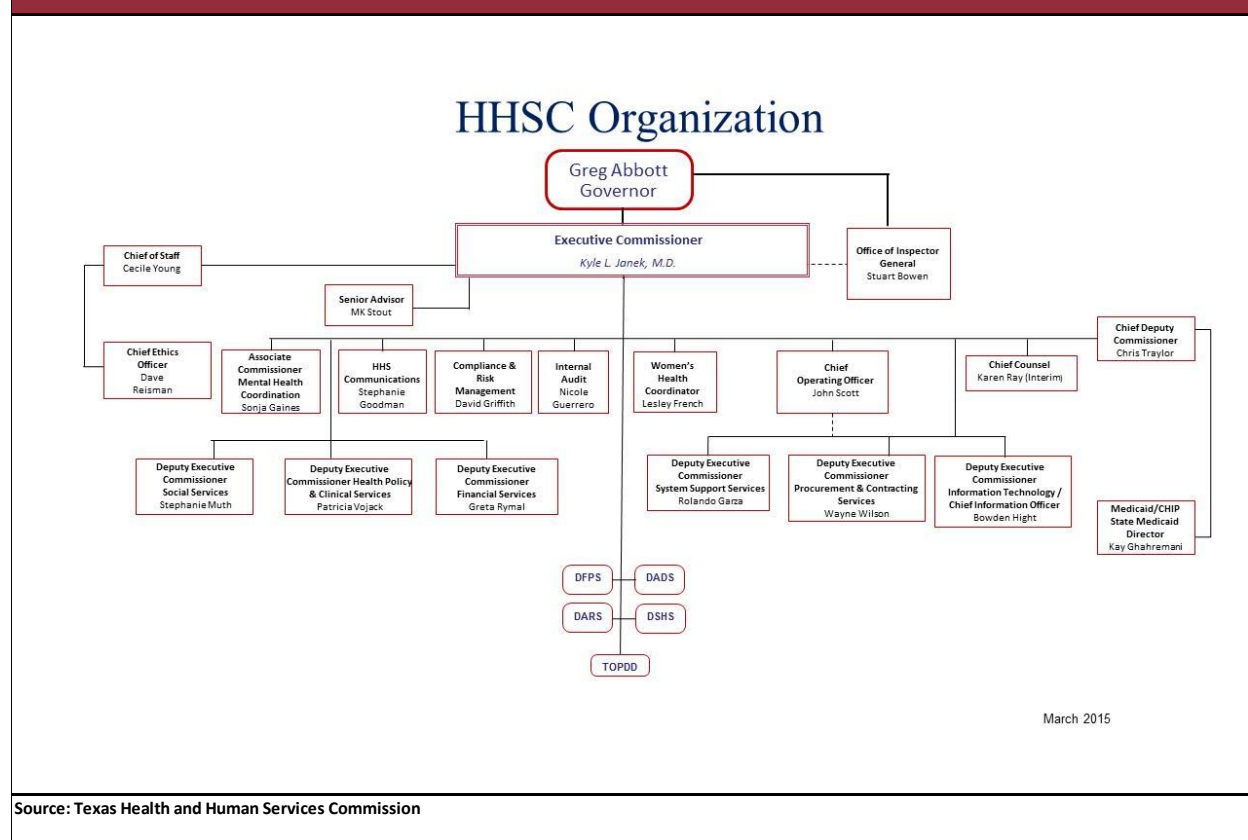 HHSC Organization
Greg Abbott
Governor
Executive Commissioner
Kyle L. Janek, M.D.
Office of Inspector
General
Stuart Bowen
Chief of Staff
Cecile Young
Senior Advisor
MK Stout
Chief Deputy
Commissioner
Chris Traylor
Chief Ethics
Officer
Dave
Reisman
Associate
Commissioner
Mental Health
Coordination
Sonja Gaines
HHS
Communications
Stephanie
Goodman
Compliance &
Risk
Management
David Griffith
Internal
Audit
Nicole
Guerrero
Women's
Health
Coordinator
Lesley French
Chief
Operating Officer
John Scott
Chief Counsel
Karen Ray (Interim)
Deputy Executive
Commissioner
Social Services
Stephanie Muth
Deputy Executive
Commissioner Health Policy
& Clinical Services
Patricia Vojack
Deputy Executive
Commissioner
Financial Services
Greta Rymal
Deputy Executive
Commissioner
System Support Services
Rolando Garza
Deputy Executive
Commissioner
Procurement & Contracting
Services
Wayne Wilson
Deputy Executive
Commissioner
Information Technology /
Chief Information Officer
Bowden Hight
Medicaid/CHIP
State Medicaid
Director
Kay Ghahremani
DFPS
DADS
DARS
DSHS
TOPDD
March 2015
Source: Texas Health and Human Services Commission